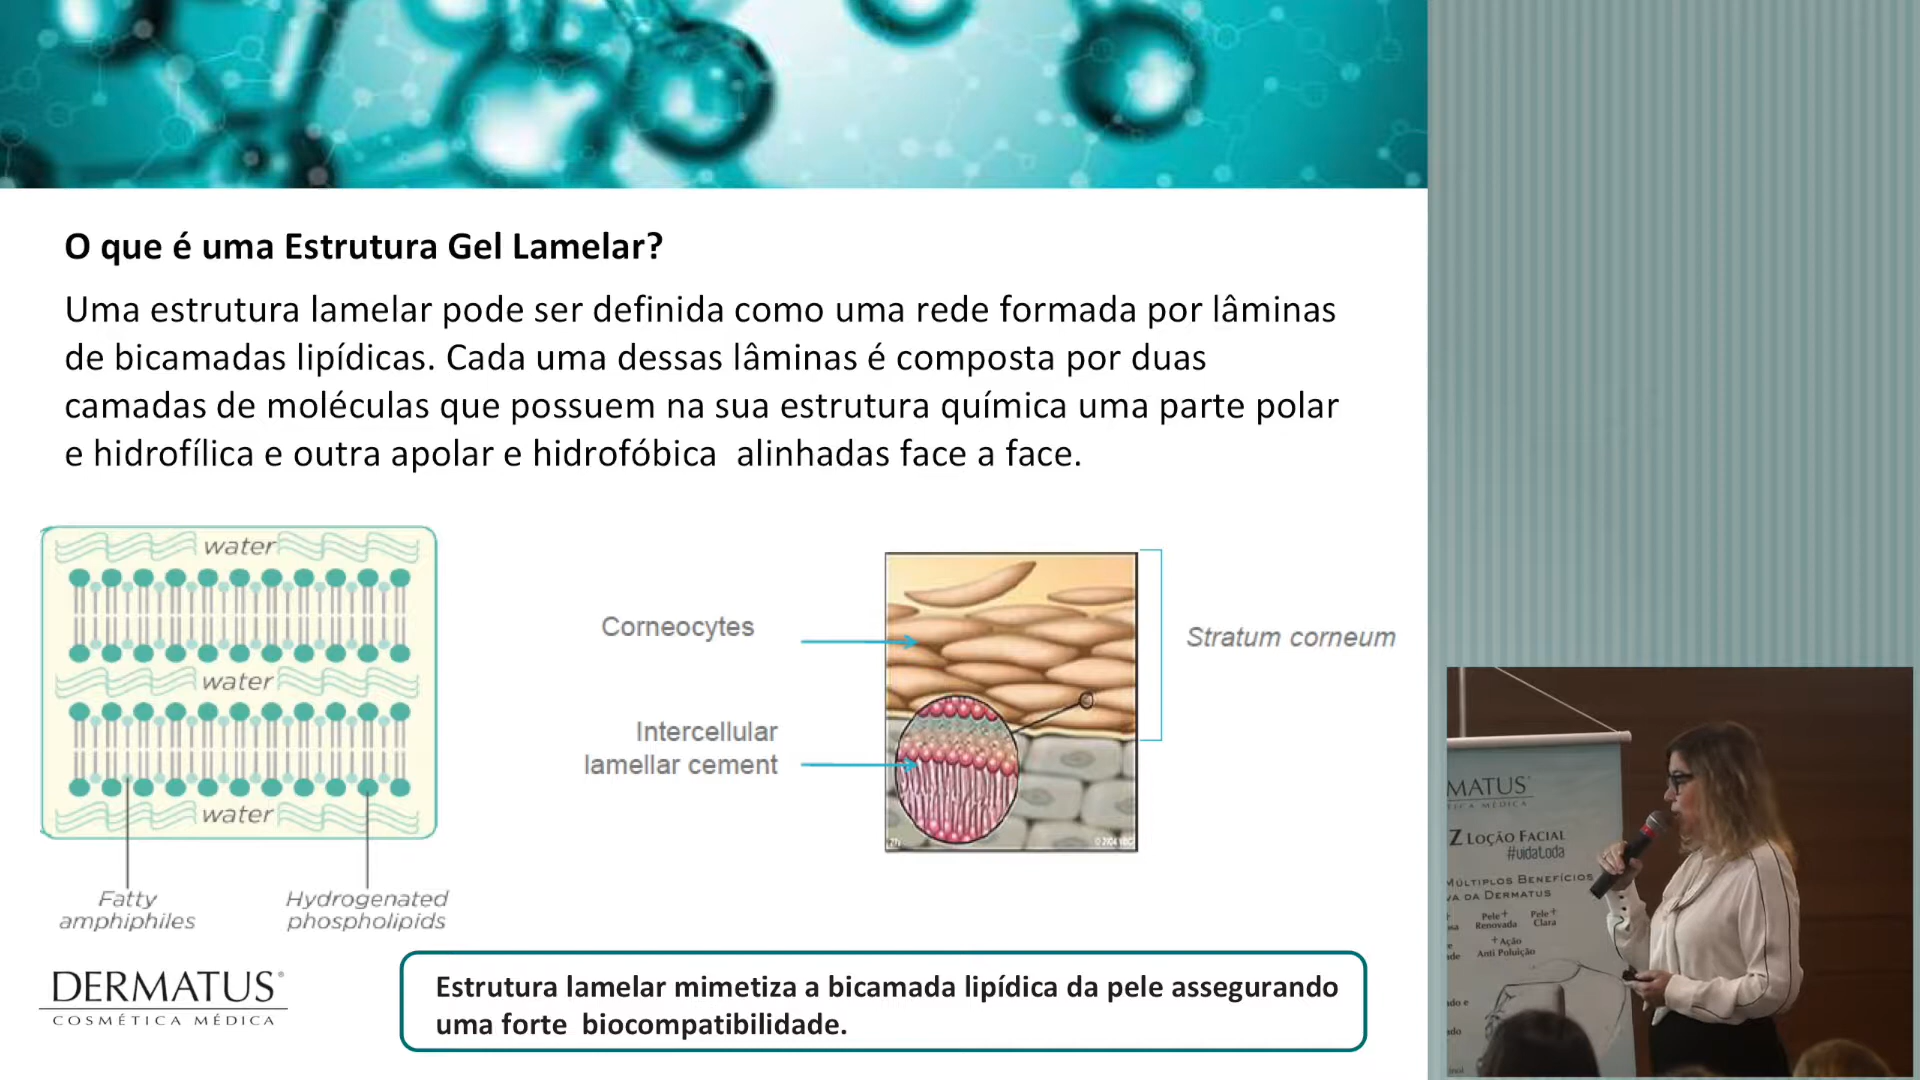 O que é uma Estrutura Gel Lamelar?
Uma estrutura lamelar pode ser definida como uma rede formada por lâminas
de bicamadas lipídicas. Cada uma dessas lâminas é composta por duas
camadas de moléculas que possuem na sua estrutura química uma parte polar
e hidrofílica e outra apolar e hidrofóbica alinhadas face a face.
water
water
water
Fatty
amphiphiles
Hydrogenated
phospholipids
Corneocytes
Intercellular
lamellar cement
Stratum corneum
DERMATUS®
COSMÉTICA MÉDICA
Estrutura lamelar mimetiza a bicamada lipídica da pele assegurando
uma forte biocompatibilidade.
MATUS®
MÉDICA
Z LOÇÃO FACIAL
#vidatoda
MÚLTIPLOS BENEFÍCIOS
DA DERMATUS
Pele+
Renovada
Pele+
Clara
+Ação
Anti Poluição